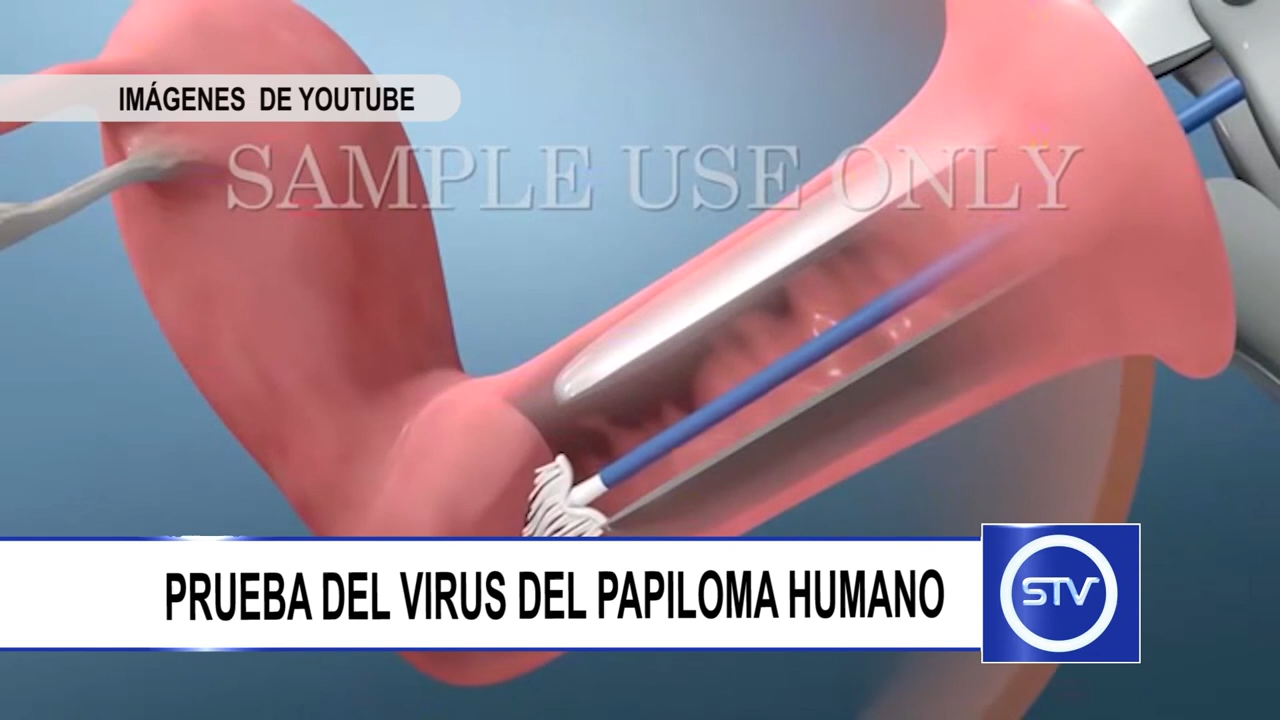 IMÁGENES DE YOUTUBE
SAMPLE USE ONLY
PRUEBA DEL VIRUS DEL PAPILOMA HUMANO
STV